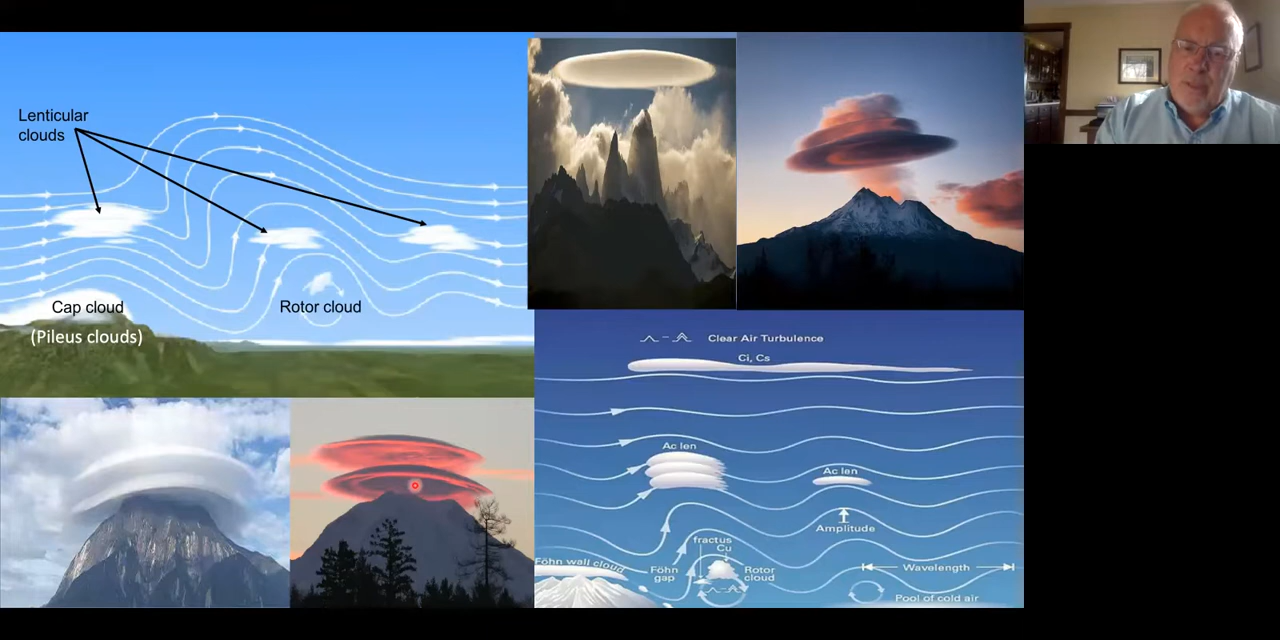 Lenticular
clouds
Cap cloud
(Pileus clouds)
Rotor cloud
Clear Air Turbulence
Ci, Cs
Ac len
Ac len
Amplitude
fractus
Cu
Föhn wall cloud
Föhn
gap
Rotor
cloud
Wavelength
Pool of cold air